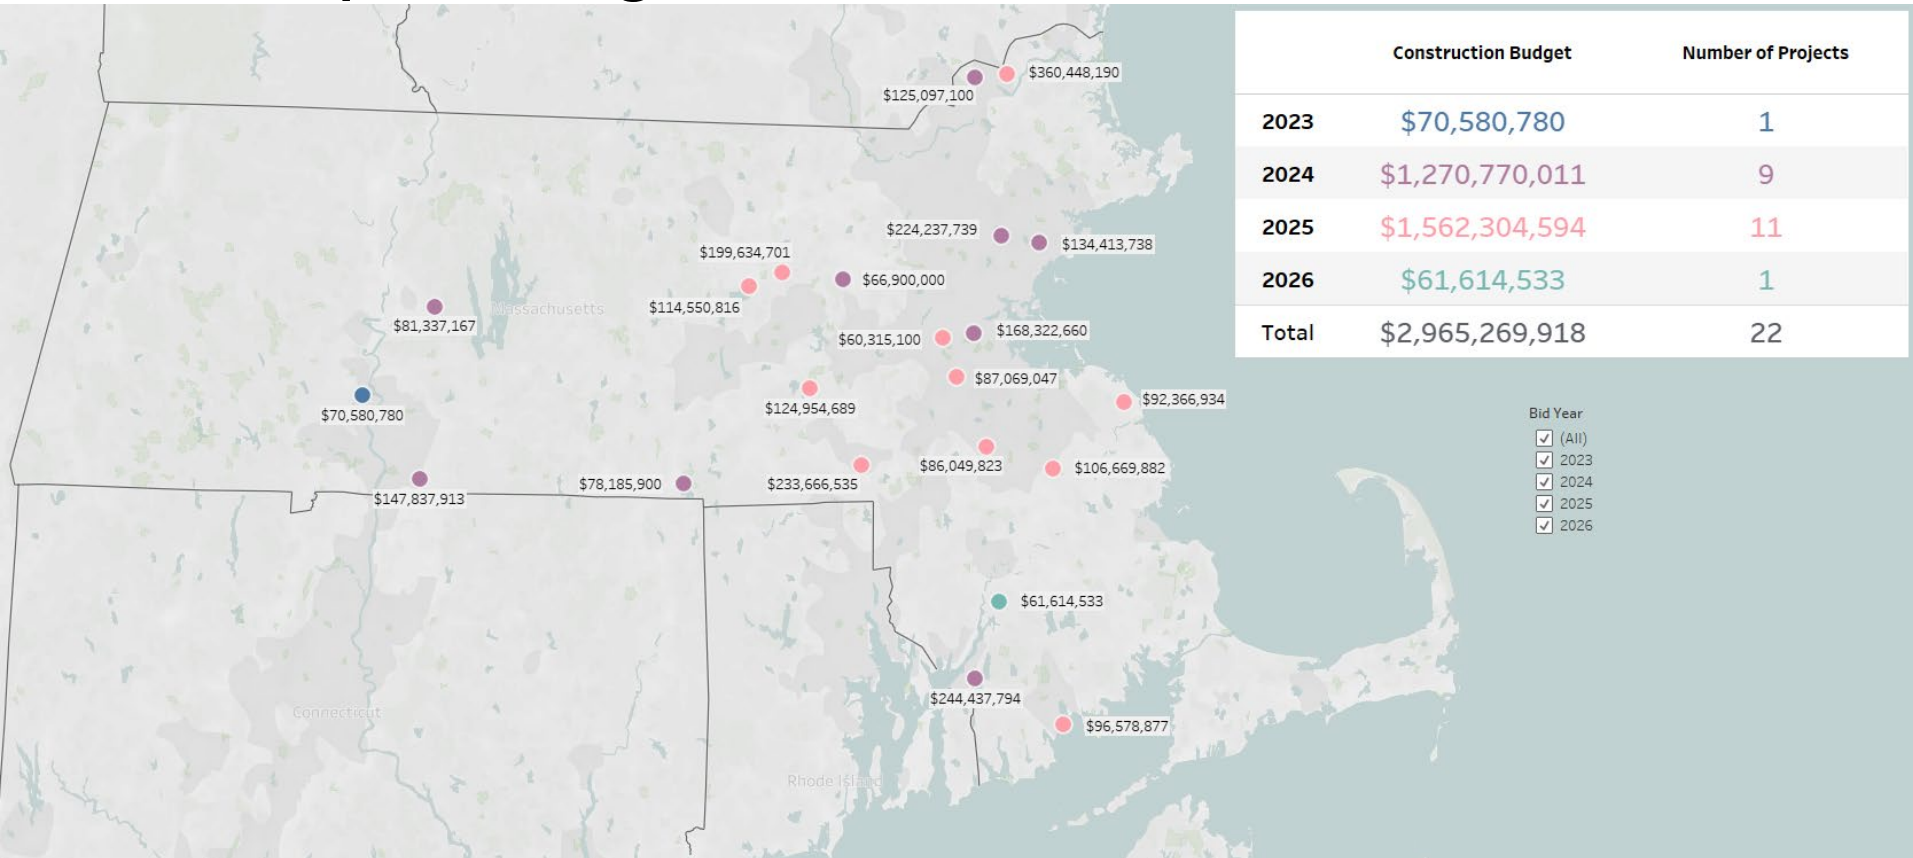 $360,448,190
$125,097,100
Construction Budget Number of Projects
2023 $70,580,780 1
2024 $1,270,770,011 9
2025 $1,562,304,594 11
2026 $61,614,533 1
Total $2,965,269,918 22
$224,237,739
$134,413,738
$199,634,701
$66,900,000
$114,550,816
Massachusetts
$81,337,167
$168,322,660
$60,315,100
$87,069,047
$92,366,934
$124,954,689
$70,580,780
Bid Year
(All)
2023
2024
2025
2026
$86,049,823
$106,669,882
$78,185,900
$233,666,535
$147,837,913
$61,614,533
$244,437,794
Connecticut
$96,578,877
Rhode Island